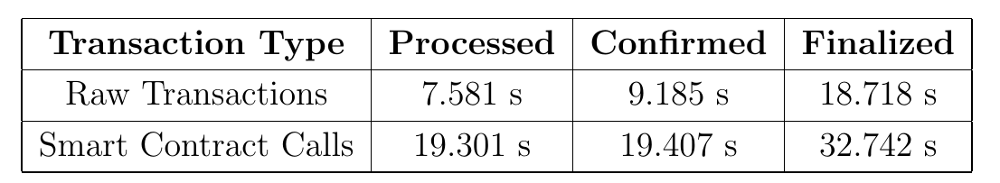 Transaction Type Processed Confirmed Finalized
Raw Transactions 7.581 s 9.185 s 18.718 s
Smart Contract Calls 19.301 s 19.407 s 32.742 s